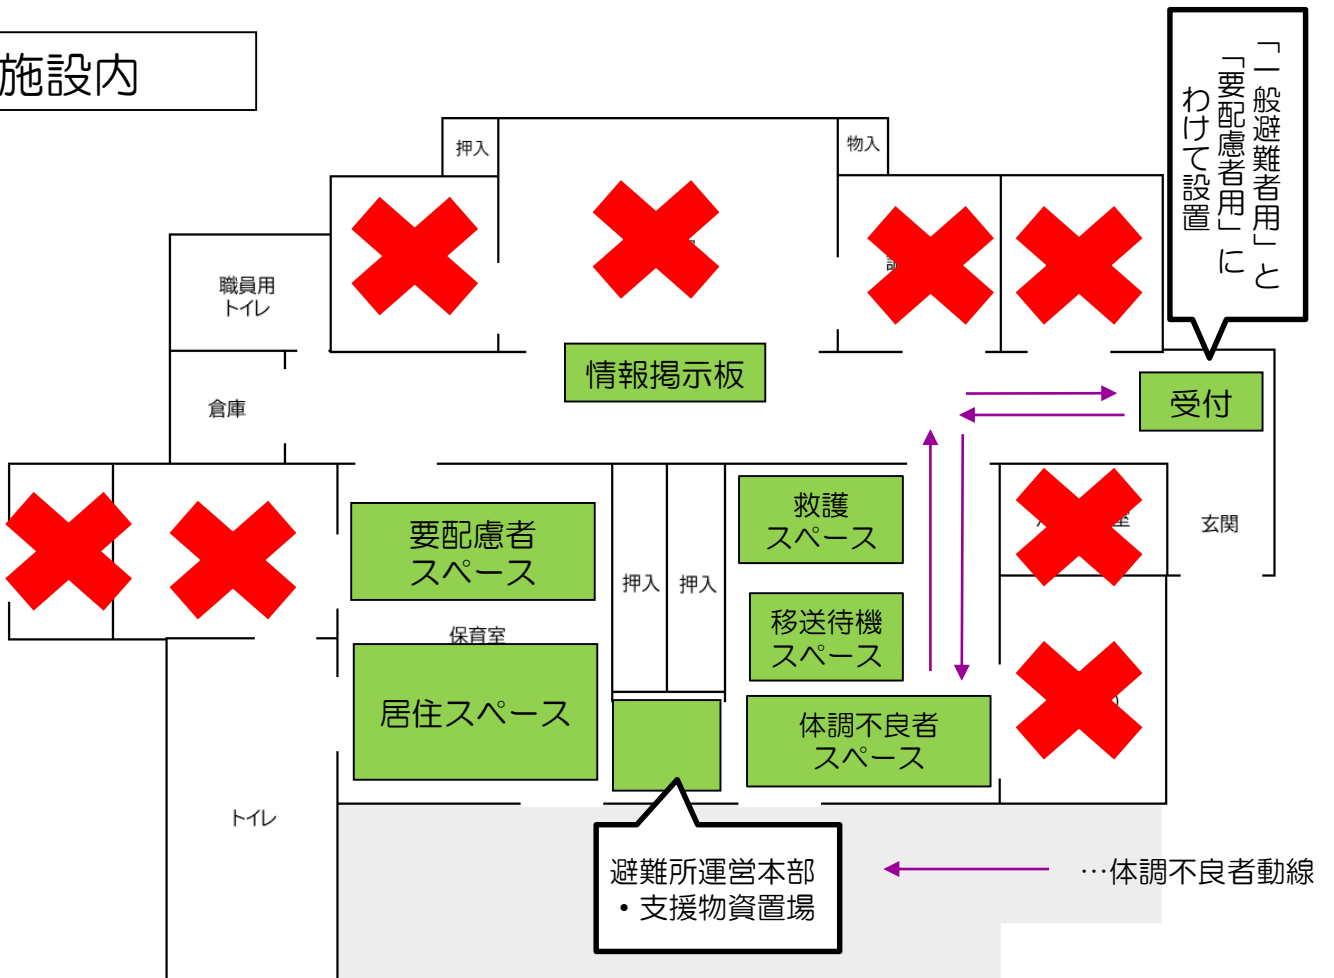 施設内
「一般避難者用」と
「要配慮者用」に
わけて設置
押入
物入
職員用
トイレ
情報掲示板
受付
倉庫
要配慮者
スペース
救護
スペース
玄関
押入
押入
移送待機
スペース
保育室
居住スペース
体調不良者
スペース
トイレ
避難所運営本部
・支援物資置場
…体調不良者動線